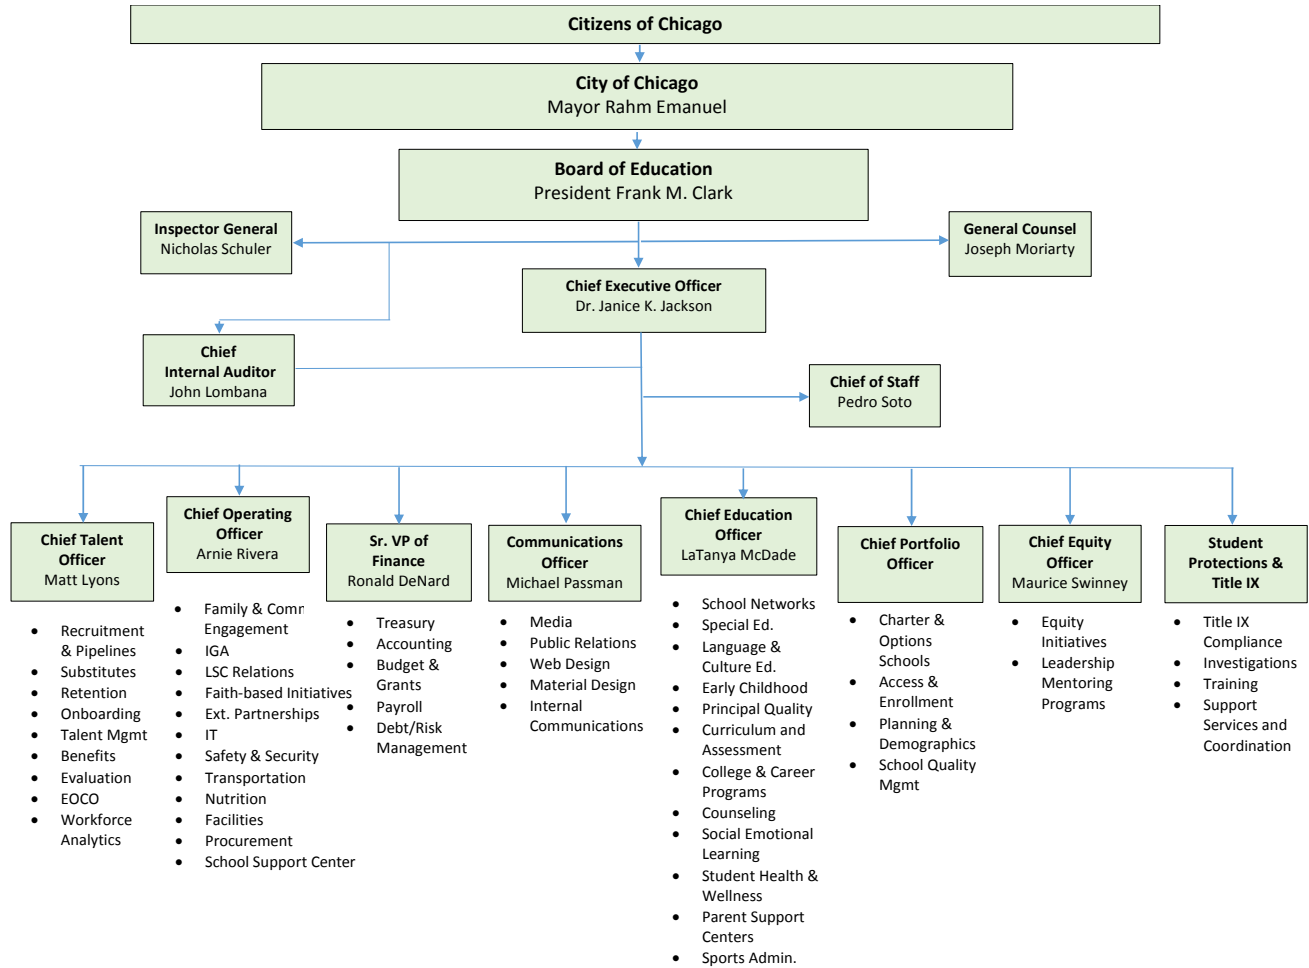 Citizens of Chicago
City of Chicago
Mayor Rahm Emanuel
Board of Education
President Frank M. Clark
Inspector General
Nicholas Schuler
General Counsel
Joseph Moriarty
Chief Executive Officer
Dr. Janice K. Jackson
Chief
Internal Auditor
John Lombana
Chief of Staff
Pedro Soto
Chief Talent
Officer
Matt Lyons
• Recruitment
& Pipelines
• Substitutes
• Retention
• Onboarding
• Talent Mgmt
• Benefits
• Evaluation
• EOCO
• Workforce
Analytics
Chief Operating
Officer
Arnie Rivera
• Family & Comm
Engagement
• IGA
• LSC Relations
• Faith-based Initiatives
• Ext. Partnerships
• IT
• Safety & Security
• Transportation
• Nutrition
• Facilities
• Procurement
• School Support Center
Sr. VP of
Finance
Ronald DeNard
• Treasury
• Accounting
• Budget &
Grants
• Payroll
• Debt/Risk
Management
Communications
Officer
Michael Passman
• Media
• Public Relations
• Web Design
• Material Design
• Internal
Communications
Chief Education
Officer
LaTanya McDade
• School Networks
• Special Ed.
• Language &
Culture Ed.
• Early Childhood
• Principal Quality
• Curriculum and
Assessment
• College & Career
Programs
• Counseling
• Social Emotional
Learning
• Student Health &
Wellness
• Parent Support
Centers
• Sports Admin.
Chief Portfolio
Officer
• Charter &
Options
Schools
• Access &
Enrollment
• Planning &
Demographics
• School Quality
Mgmt
Chief Equity
Officer
Maurice Swinney
• Equity
Initiatives
• Leadership
Mentoring
Programs
Student
Protections &
Title IX
• Title IX
Compliance
• Investigations
• Training
• Support
Services and
Coordination